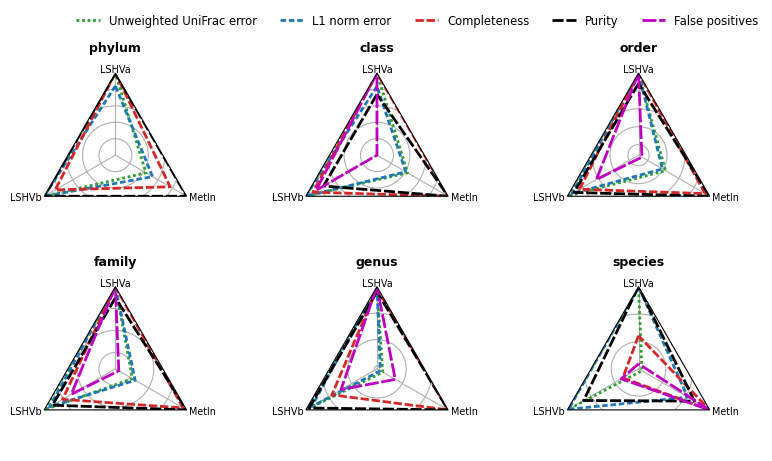 Unweighted UniFrac error L1 norm error Completeness Purity False positives
phylum class order
LSHVa LSHVa LSHVa
LSHVb MetIn LSHVb MetIn LSHVb MetIn
family genus species
LSHVa LSHVa LSHVa
LSHVb MetIn LSHVb MetIn LSHVb MetIn